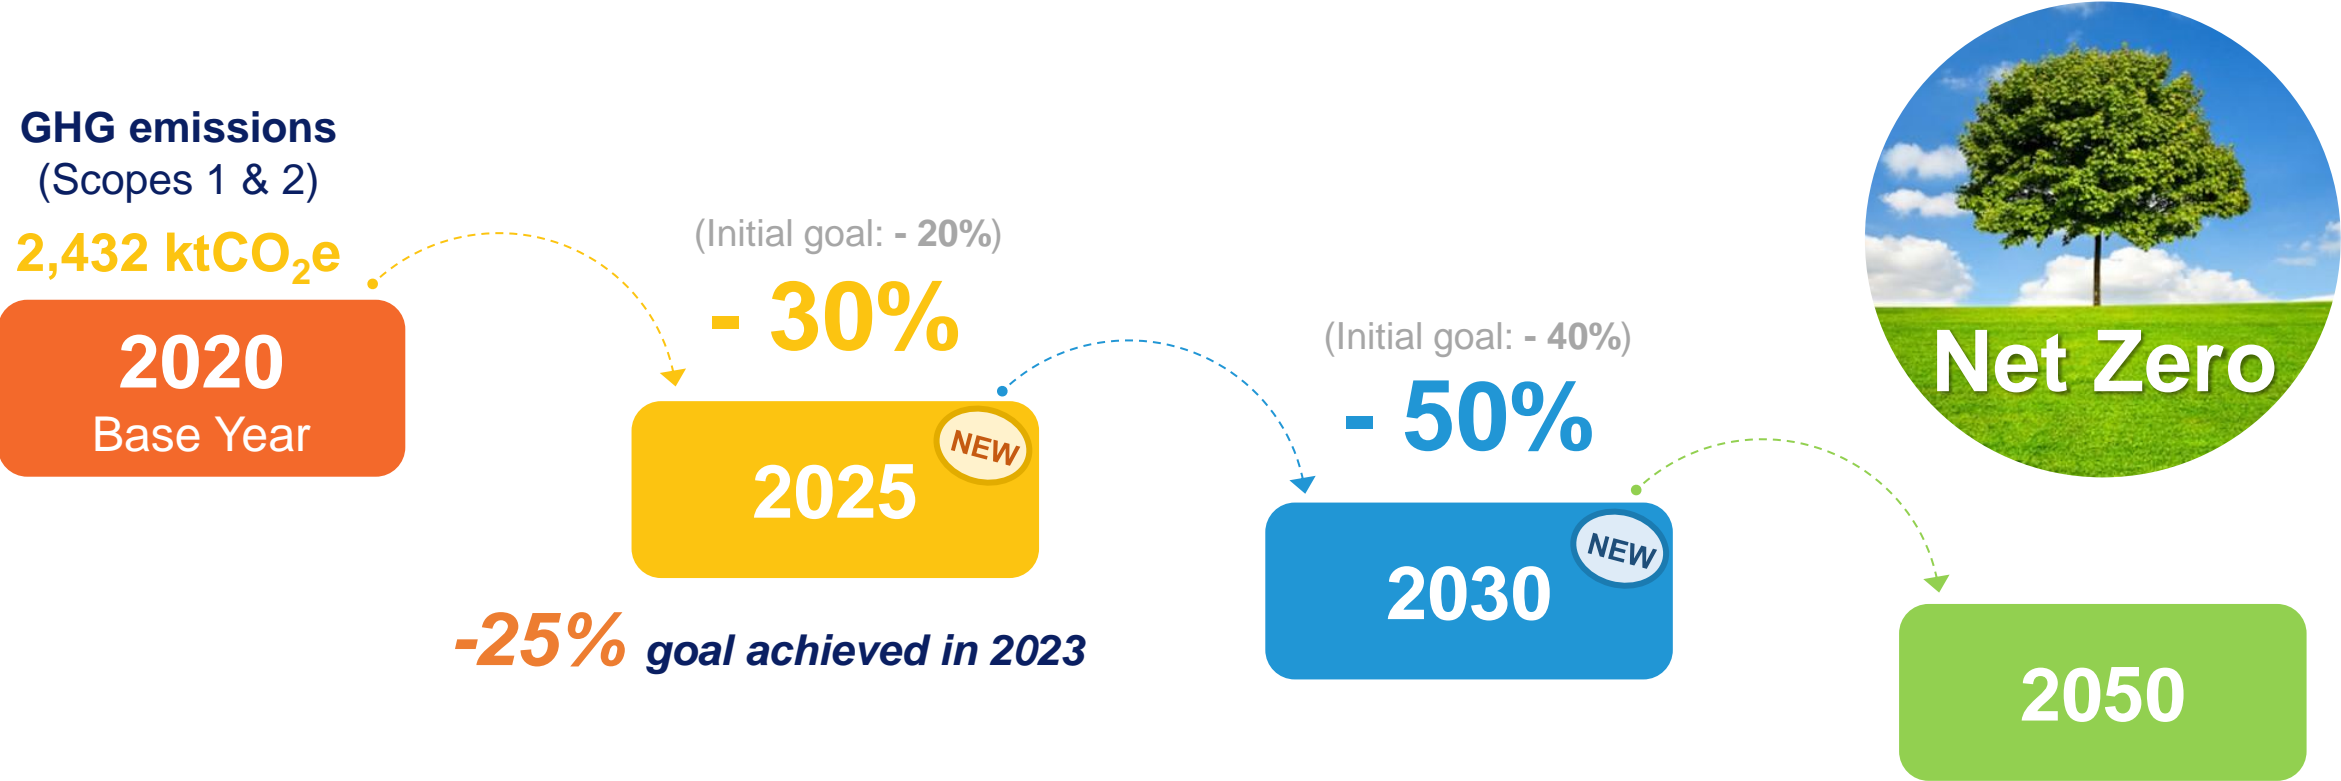 GHG emissions
(Scopes 1 & 2)
2,432 ktCO₂e
2020
Base Year
(Initial goal: - 20%)
- 30%
NEW
2025
-25% goal achieved in 2023
(Initial goal: - 40%)
- 50%
NEW
2030
Net Zero
2050